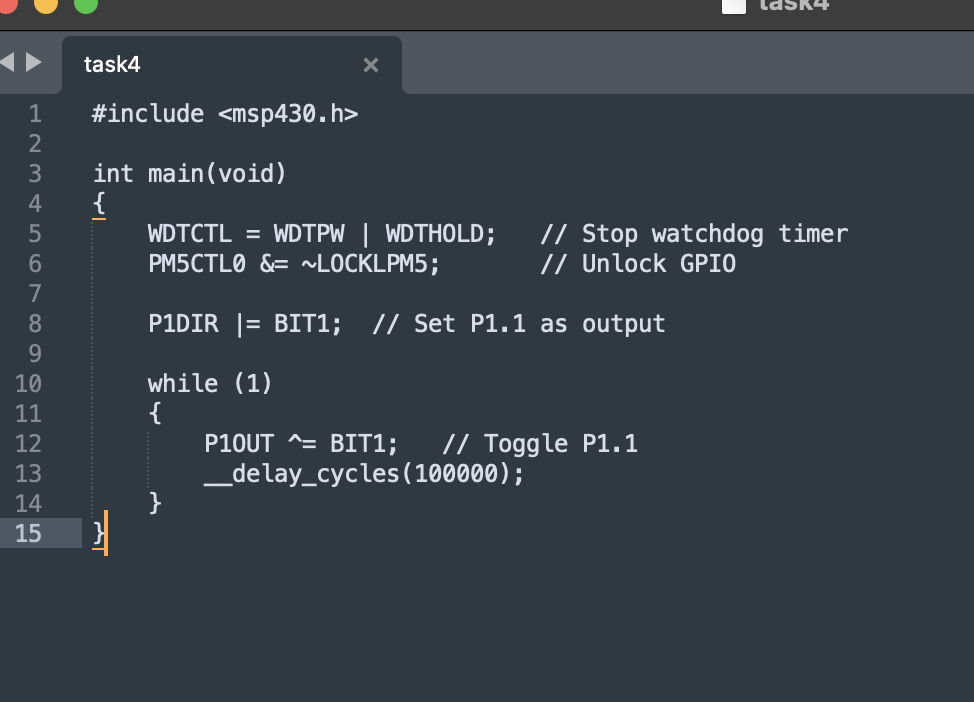 task4
task4
1 #include <msp430.h>
2
3 int main(void)
4 {
5     WDTCTL = WDTPW | WDTHOLD;   // Stop watchdog timer
6     PM5CTL0 &= ~LOCKLPM5;       // Unlock GPIO
7
8     P1DIR |= BIT1;  // Set P1.1 as output
9
10     while (1)
11     {
12         P1OUT ^= BIT1;   // Toggle P1.1
13         __delay_cycles(100000);
14     }
15 }